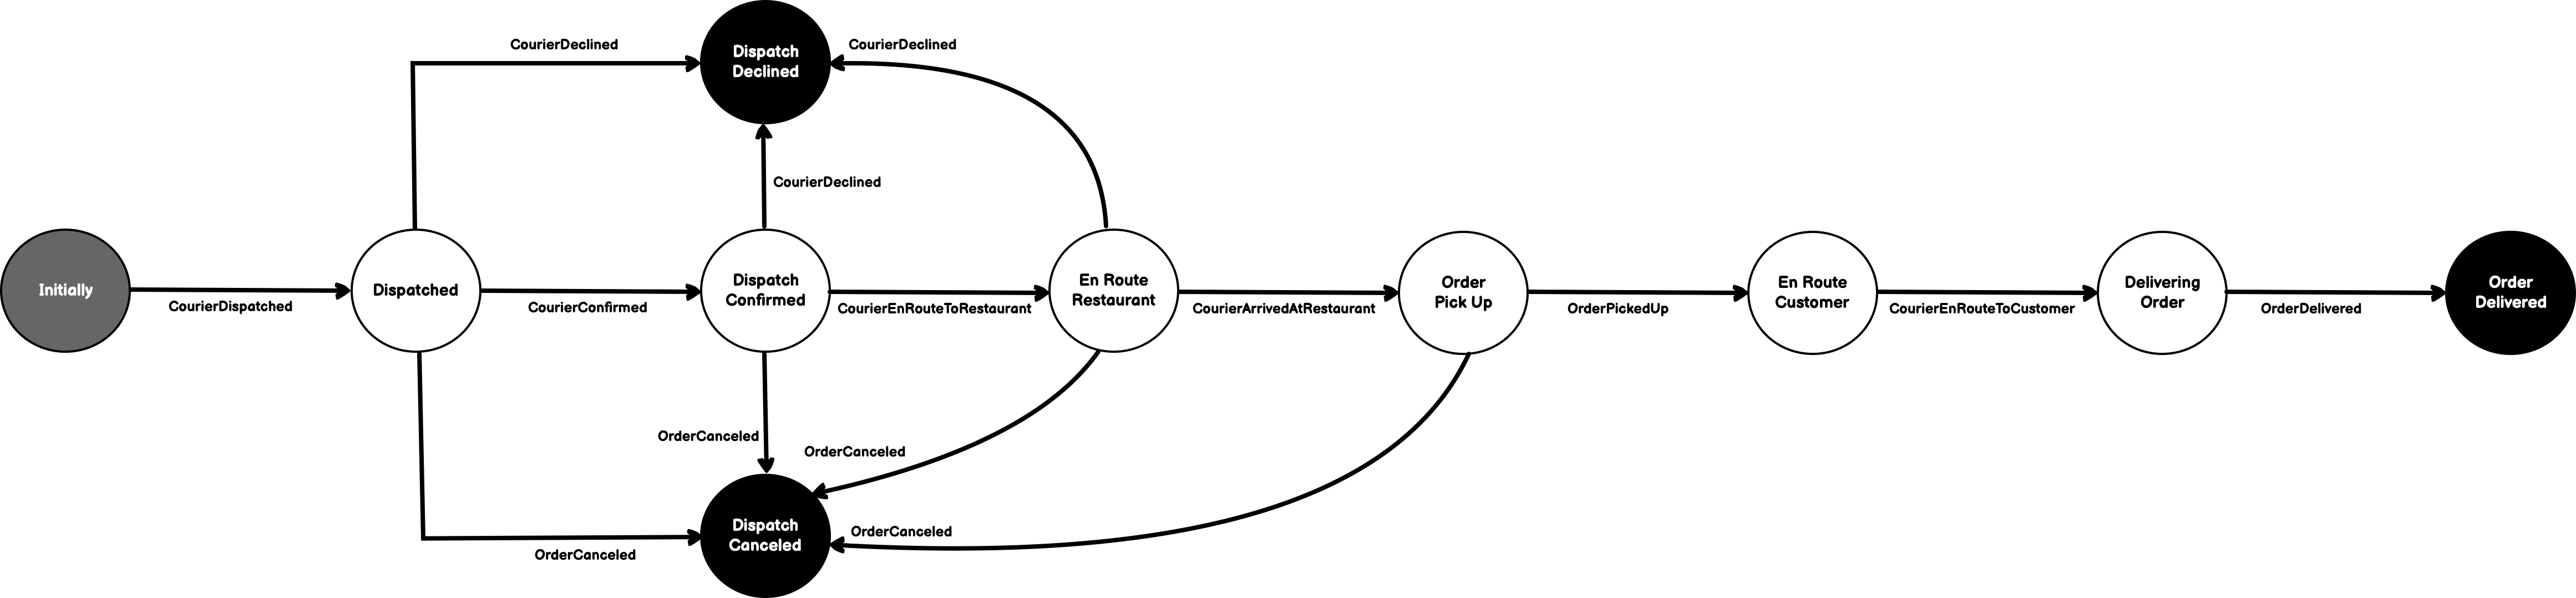 CourierDeclined
Dispatch
Declined
CourierDeclined
CourierDeclined
Initially
CourierDispatched
Dispatched
CourierConfirmed
Dispatch
Confirmed
CourierEnRouteToRestaurant
En Route
Restaurant
CourierArrivedAtRestaurant
Order
Pick Up
OrderPickedUp
En Route
Customer
CourierEnRouteToCustomer
Delivering
Order
OrderDelivered
Order
Delivered
OrderCanceled
OrderCanceled
OrderCanceled
Dispatch
Canceled
OrderCanceled